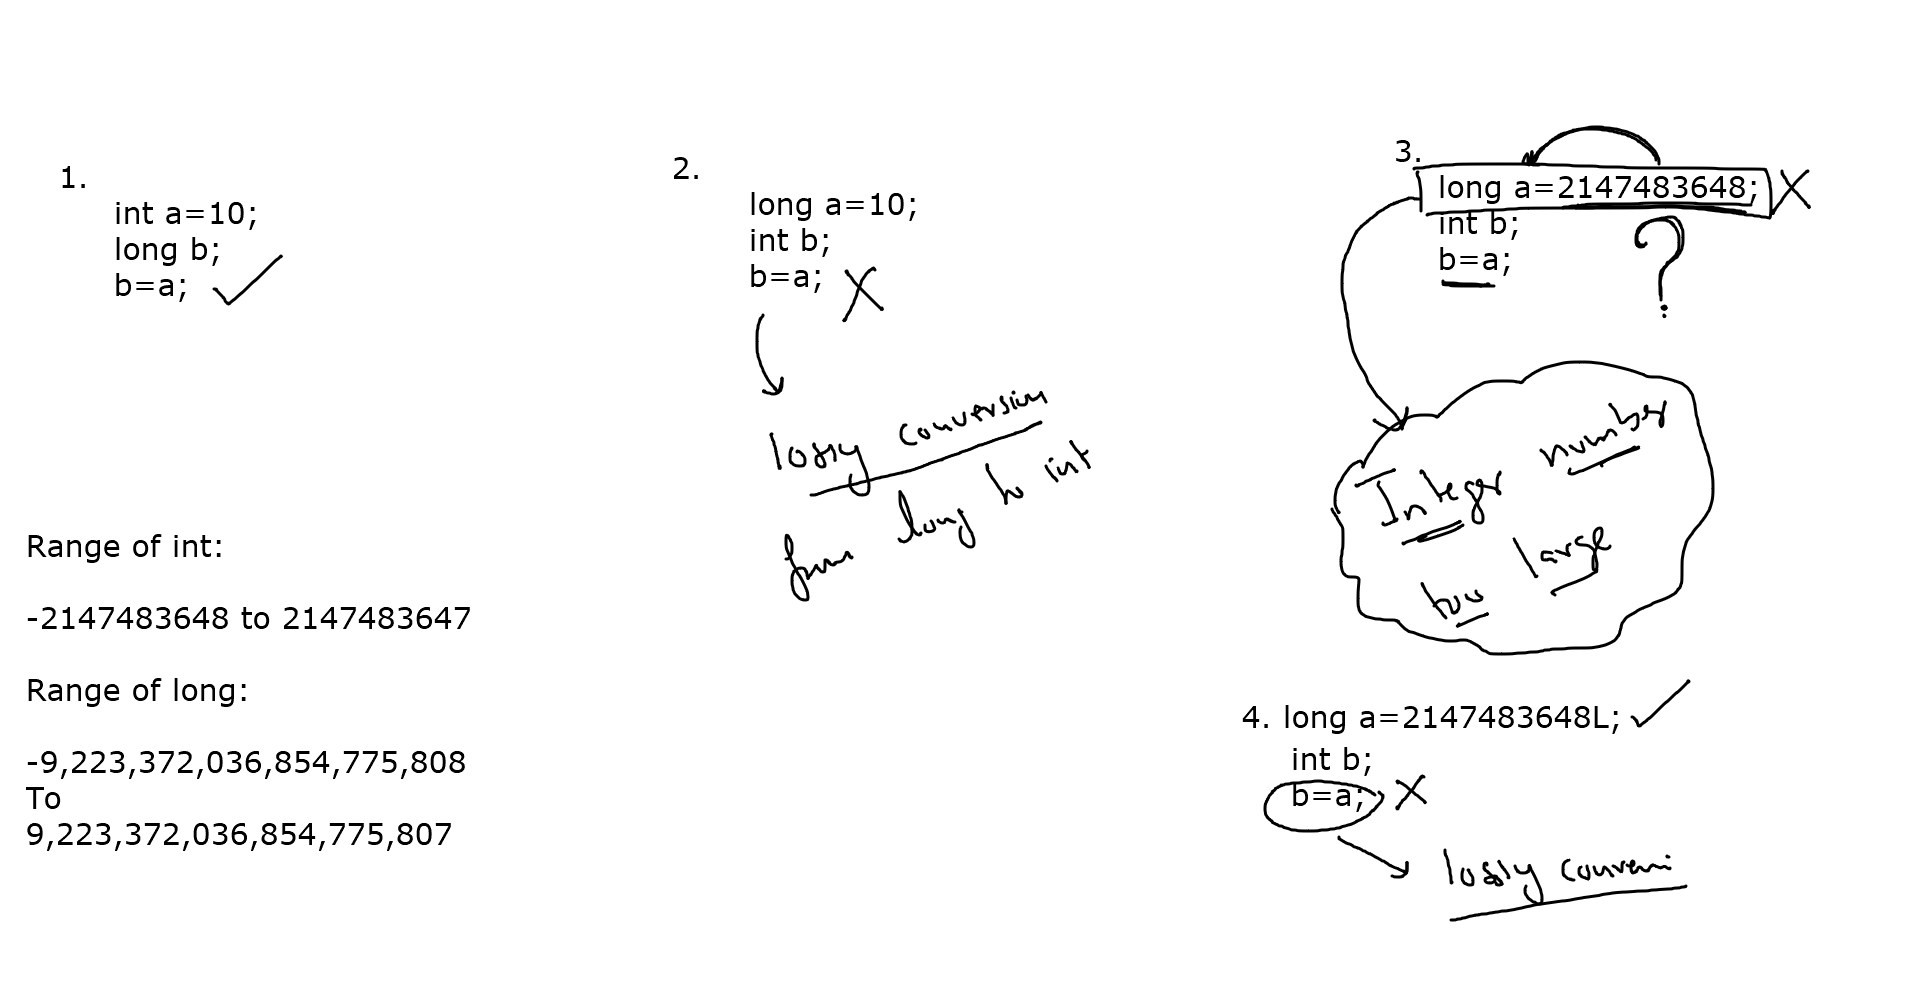 1.
int a=10;
long b;
b=a;
2.
long a=10;
int b;
b=a;
lossy conversion
from long to int
3.
long a=2147483648;
int b;
b=a;
?
Integer number
too large
Range of int:
-2147483648 to 2147483647
Range of long:
-9,223,372,036,854,775,808
To
9,223,372,036,854,775,807
4. long a=2147483648L;
int b;
b=a;
lossy